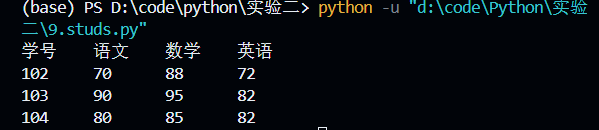 (base) PS D:\code\python\实验二> python -u "d:\code\Python\实验
二\9.studs.py"
学号 语文 数学 英语
102 70 88 72
103 90 95 82
104 80 85 82